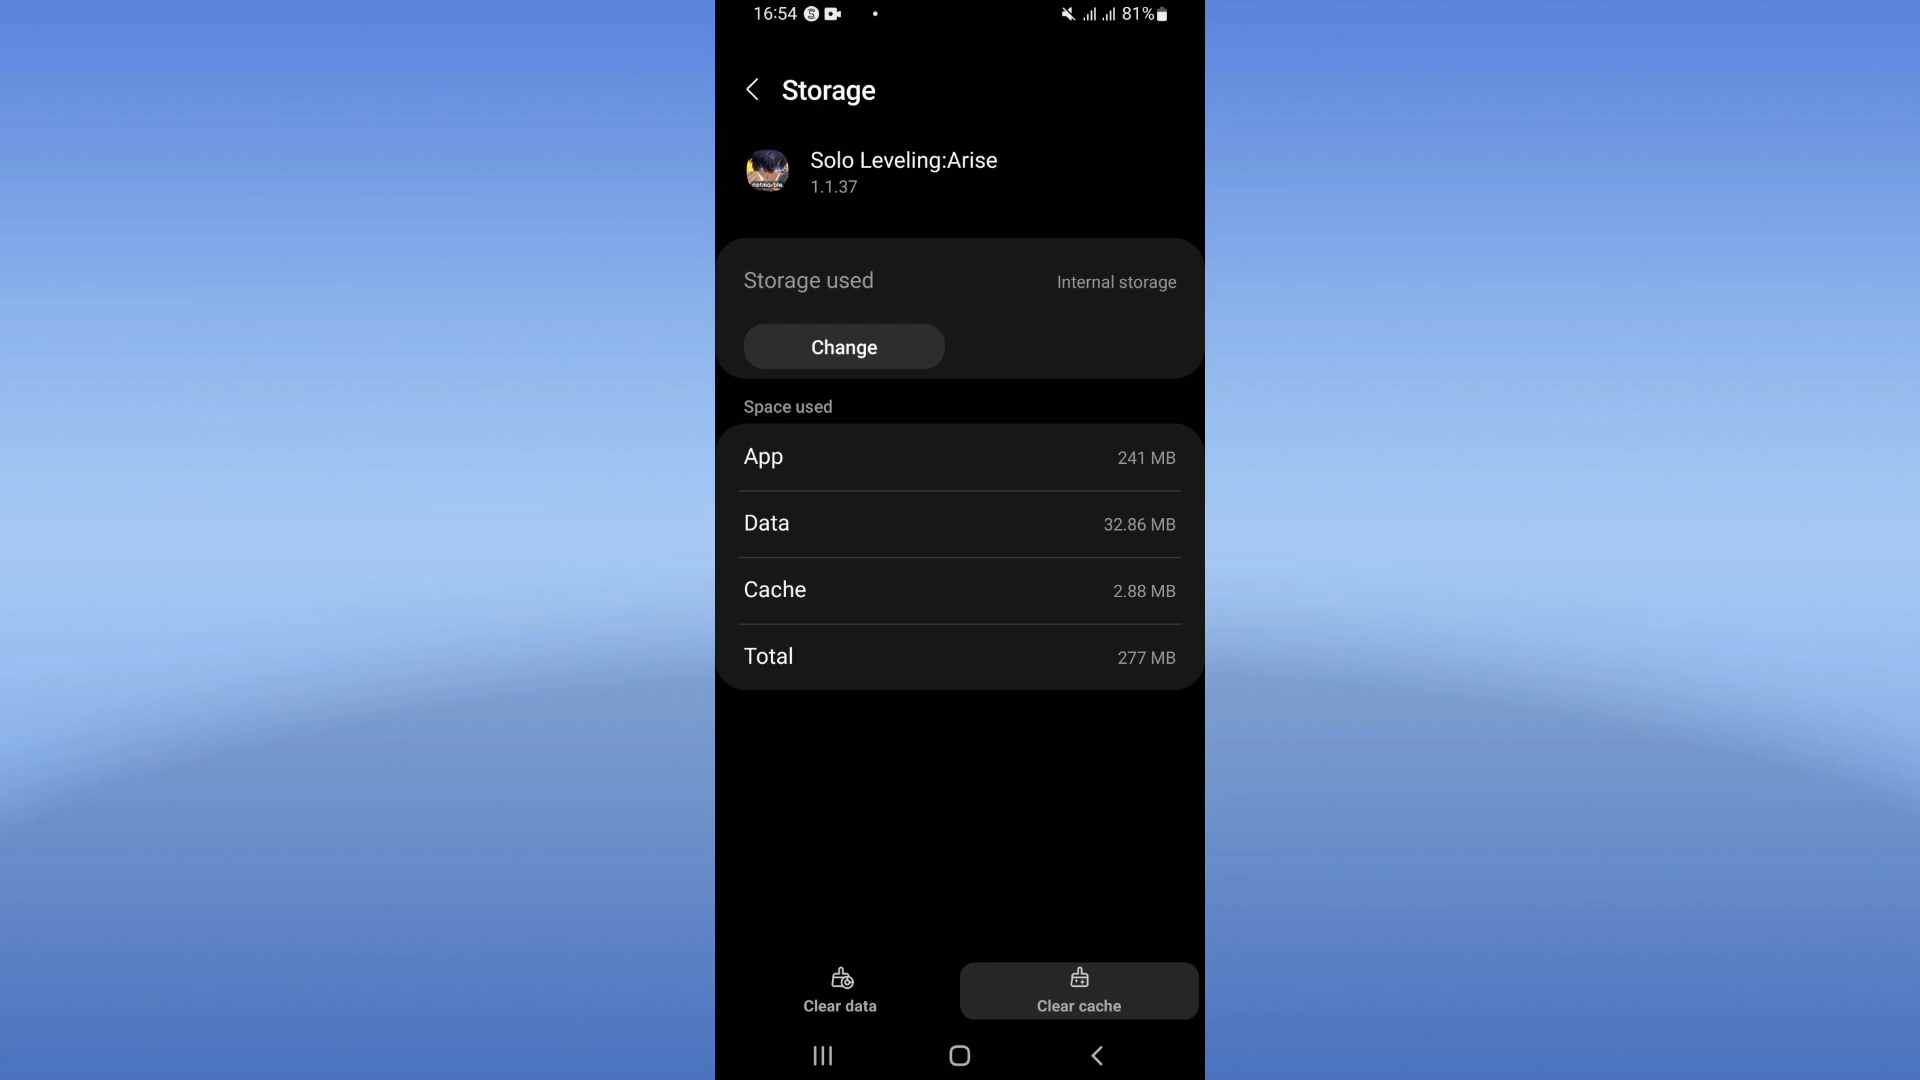 16:54
81%
Storage
Solo Leveling:Arise
netmarble
1.1.37
Storage used
Internal storage
Change
Space used
App
241 MB
Data
32.86 MB
Cache
2.88 MB
Total
277 MB
Clear data
Clear cache